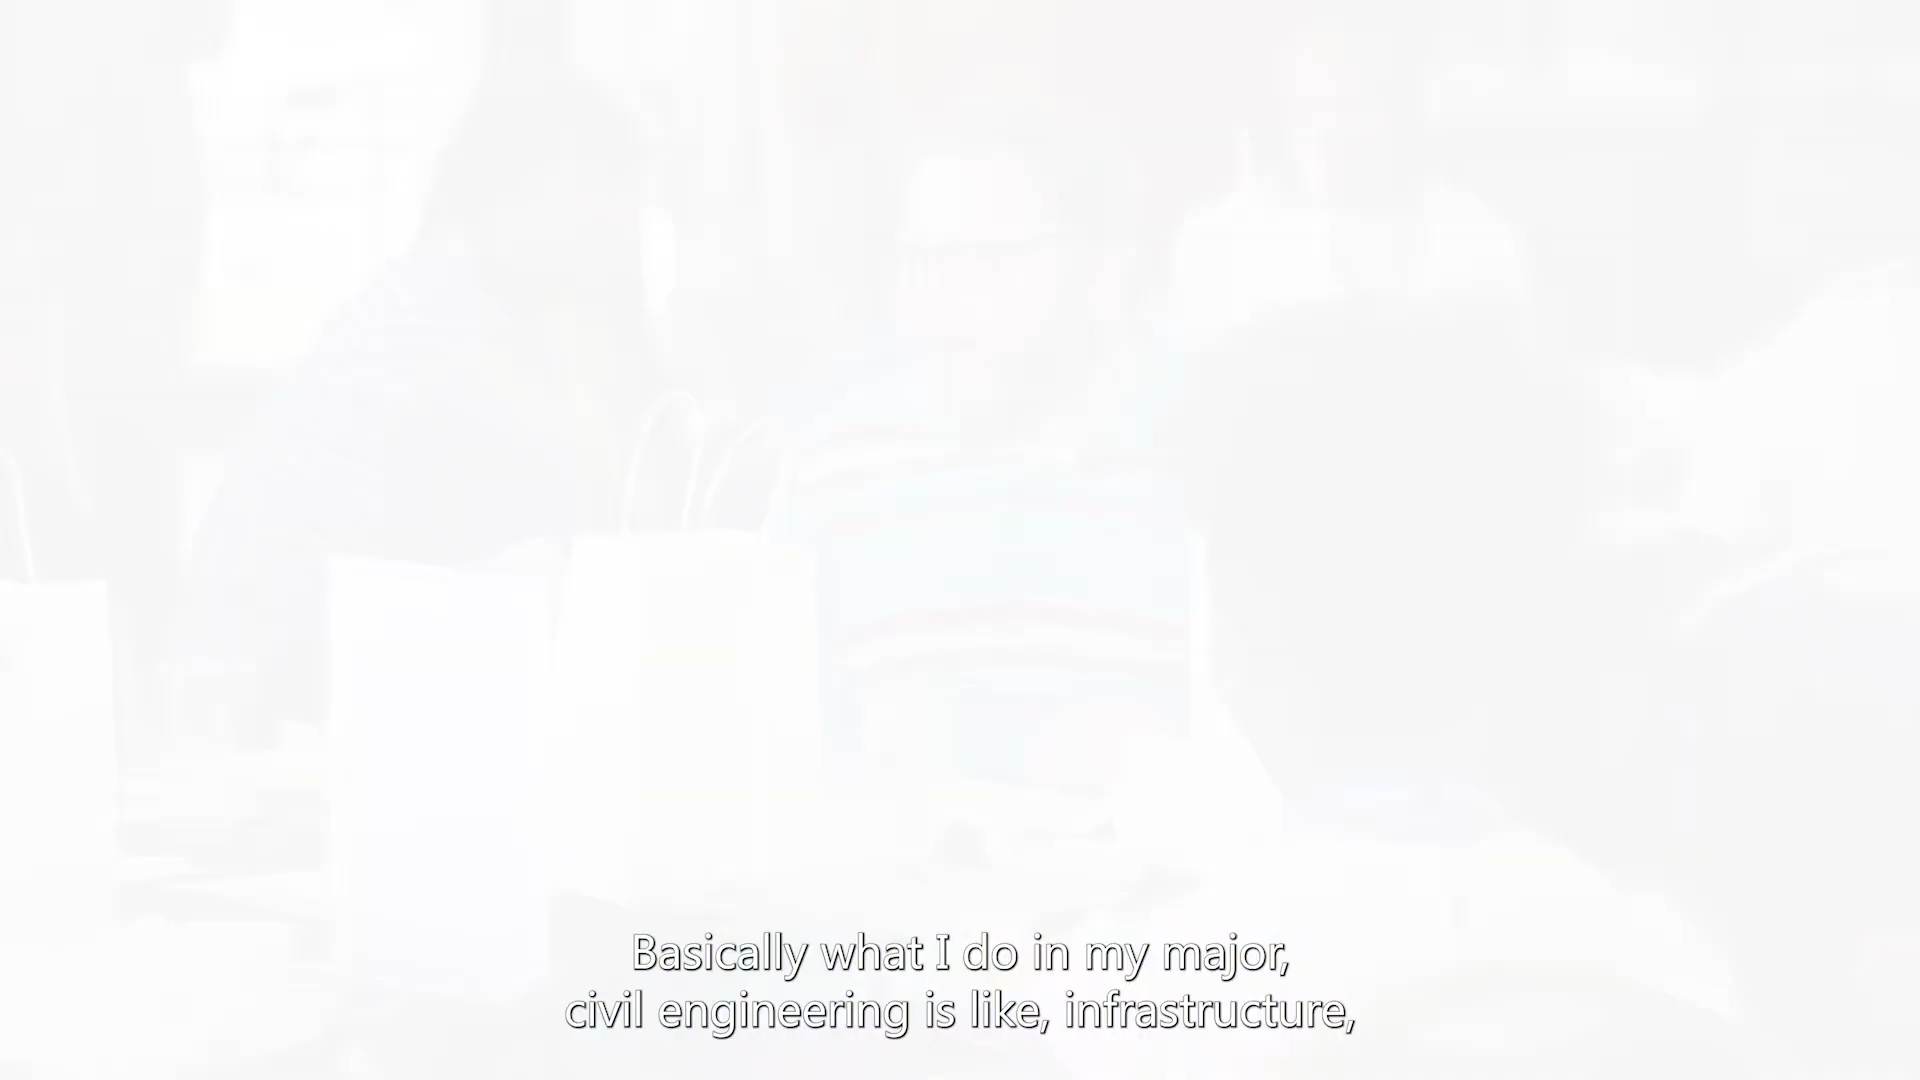 Basically what I do in my major,
civil engineering is like, infrastructure,